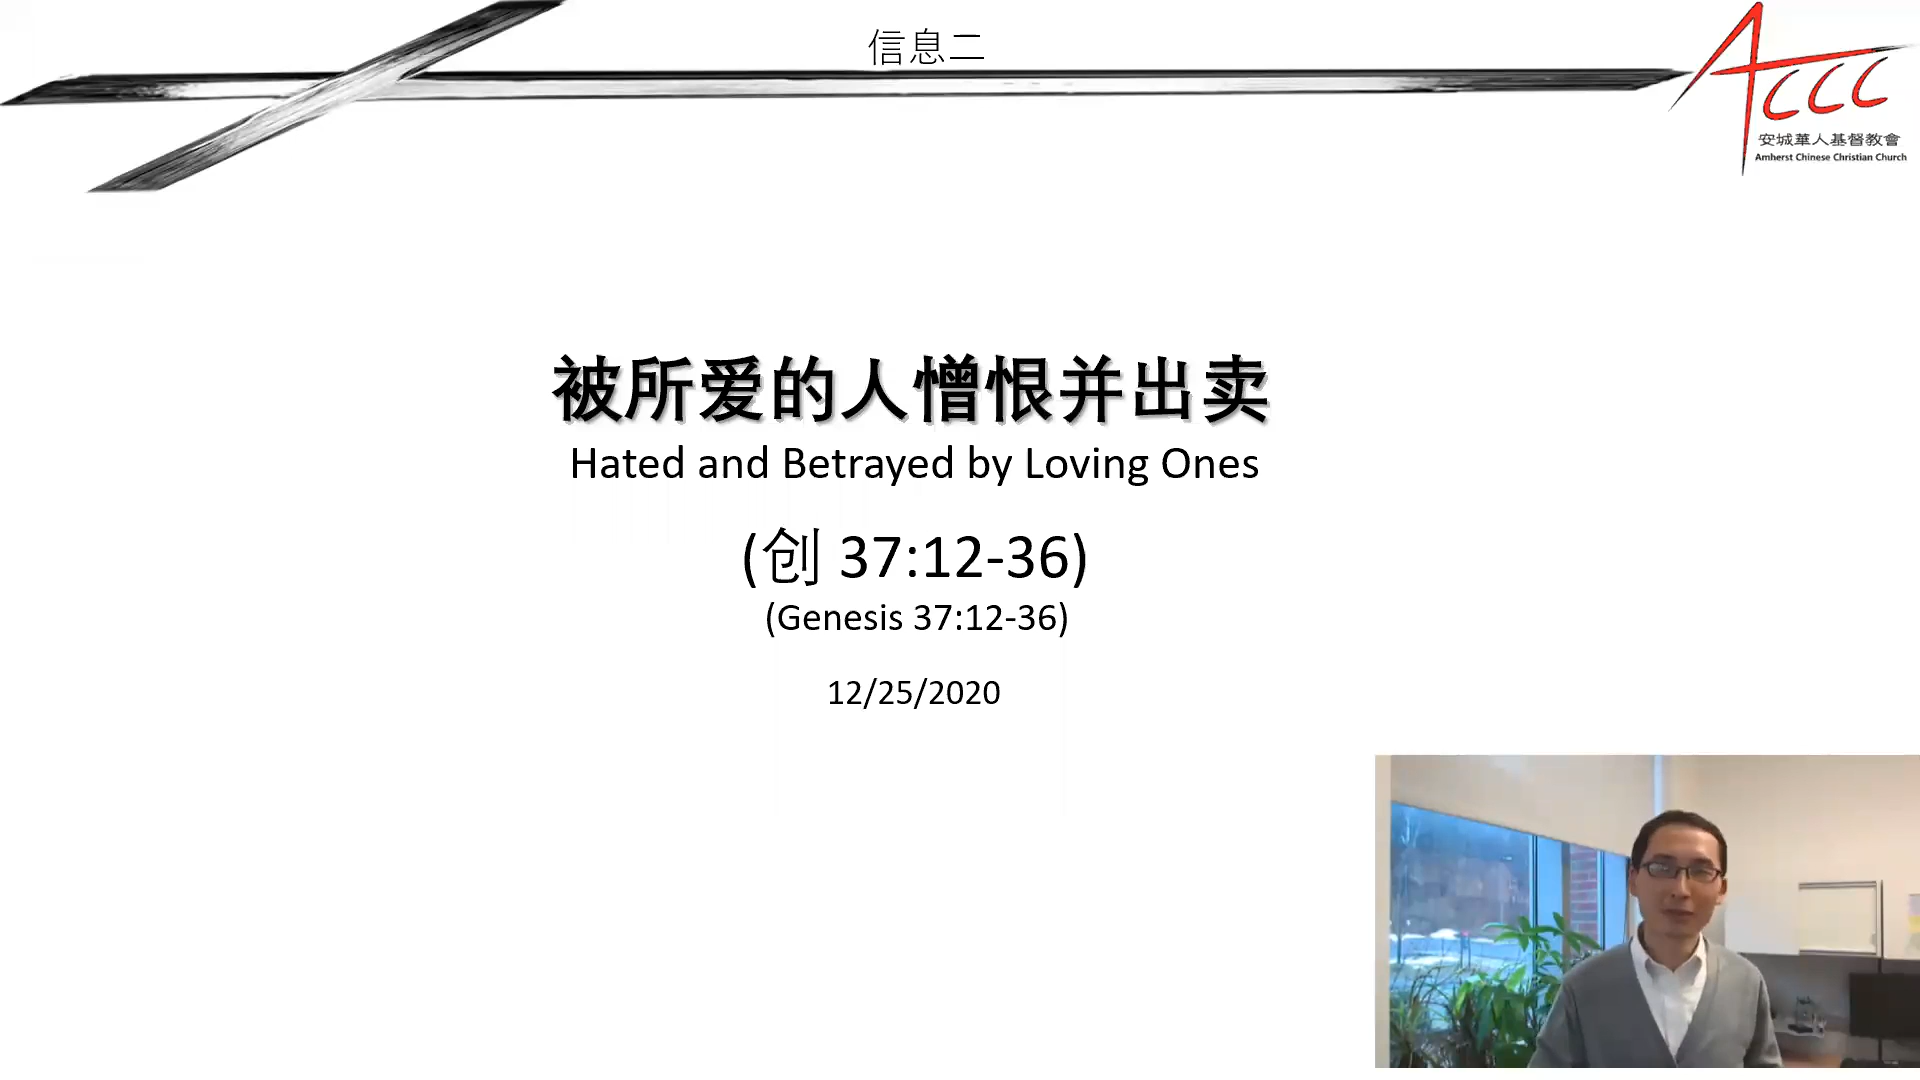 信息二
ACCC
安城華人基督教會
Amherst Chinese Christian Church
被所爱的人憎恨并出卖
Hated and Betrayed by Loving Ones
(创 37:12-36)
(Genesis 37:12-36)
12/25/2020